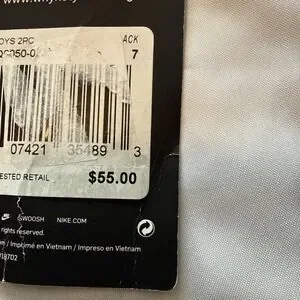 OYS 2PC ACK
7
07421 35489 3
ESTED RETAIL $55.00
SWOOSH NIKE.COM
ghts reserved.
m / Imprimé en Vietnam / Impreso en Vietnam